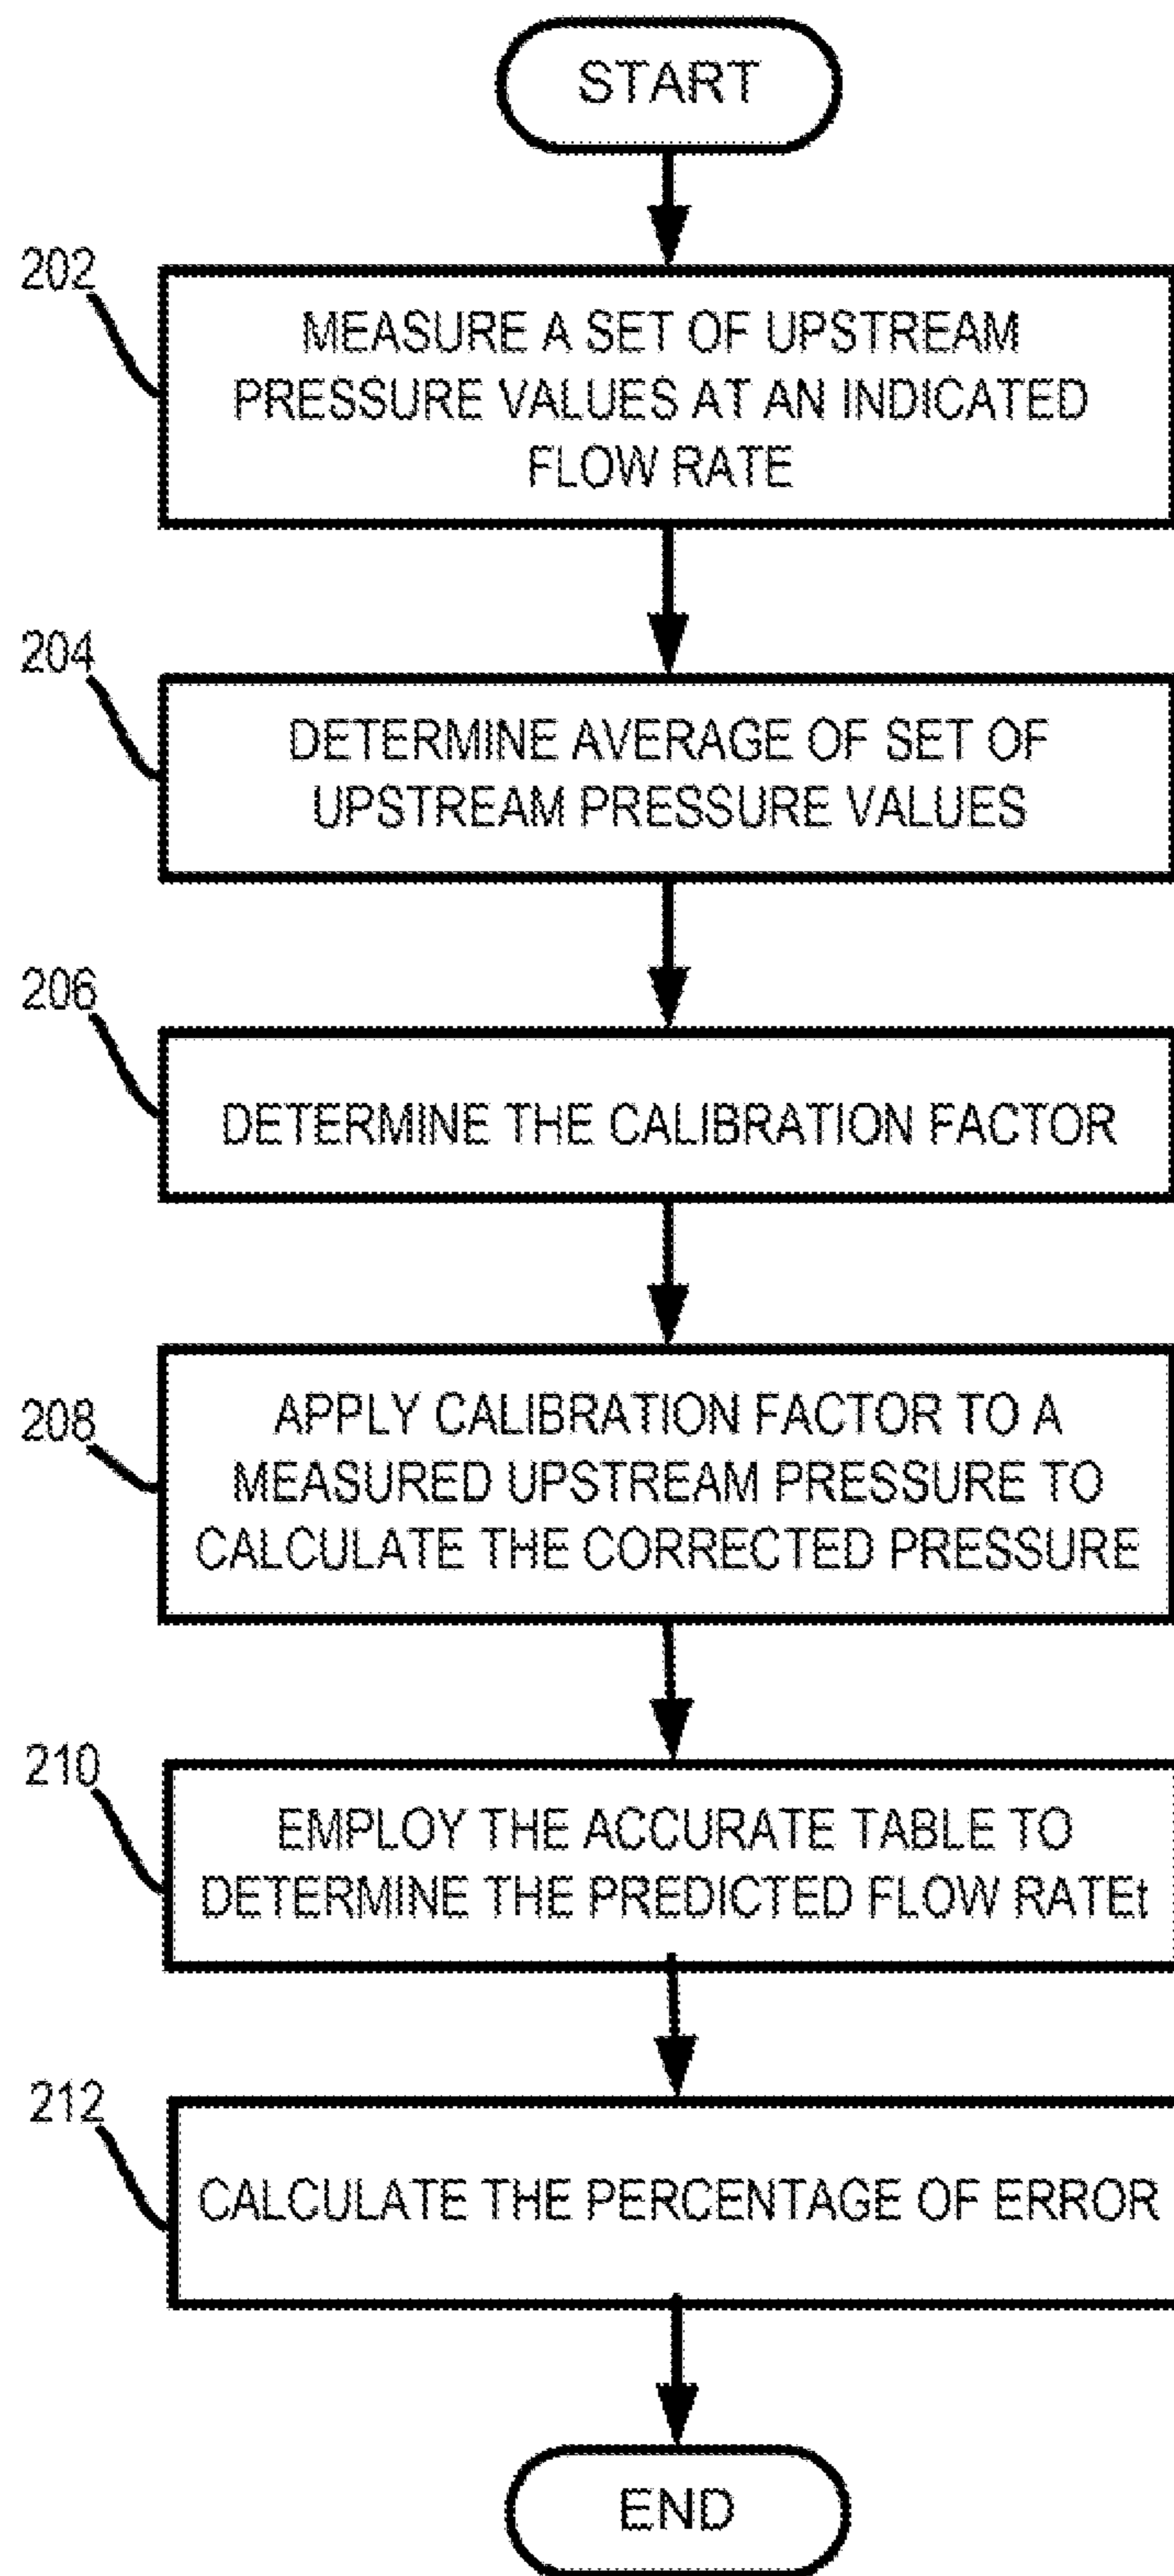 START
202
MEASURE A SET OF UPSTREAM
PRESSURE VALUES AT AN INDICATED
FLOW RATE
204
DETERMINE AVERAGE OF SET OF
UPSTREAM PRESSURE VALUES
206
DETERMINE THE CALIBRATION FACTOR
208
APPLY CALIBRATION FACTOR TO A
MEASURED UPSTREAM PRESSURE TO
CALCULATE THE CORRECTED PRESSURE
210
EMPLOY THE ACCURATE TABLE TO
DETERMINE THE PREDICTED FLOW RATEt
212
CALCULATE THE PERCENTAGE OF ERROR
END